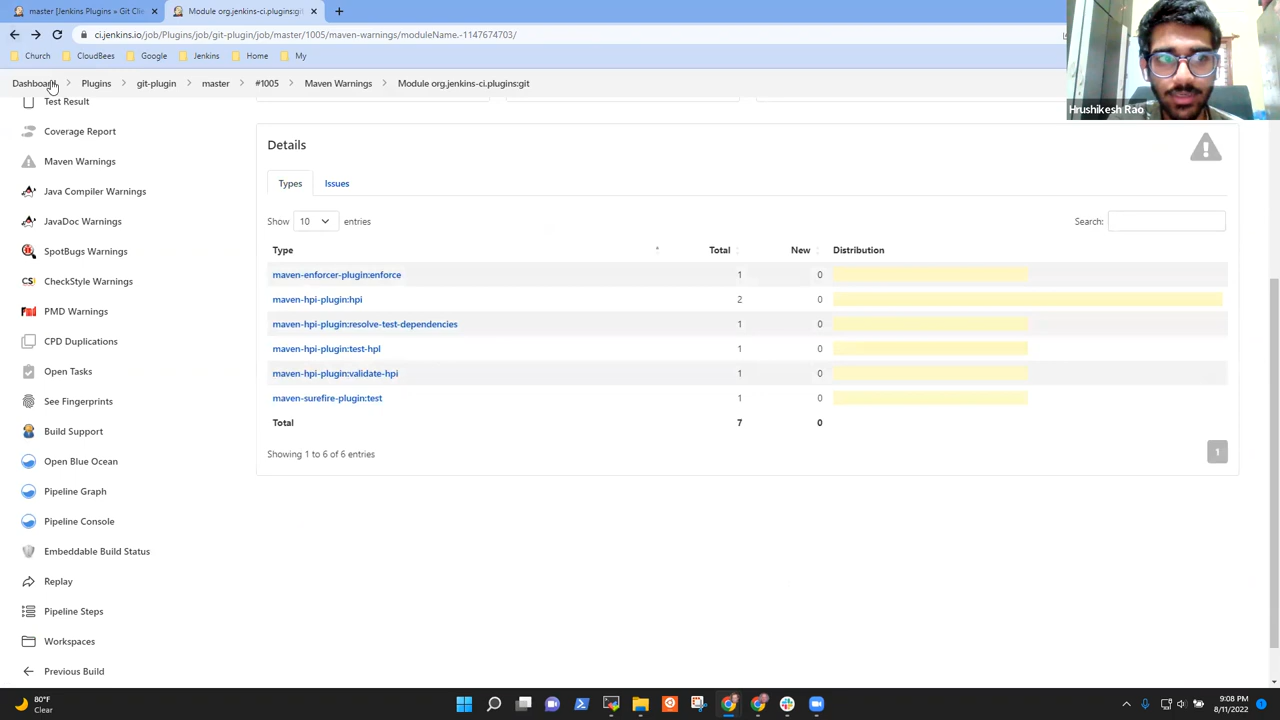 master [Jenkins Plugins » Git Clie
Module org.jenkins-ci.plugins:git
ci.jenkins.io/job/Plugins/git-plugin/job/master/1005/maven-warnings/moduleName.-1147674703/
Church
CloudBees
Google
Jenkins
Home
My
Dashboard
Plugins
git-plugin
master
#1005
Maven Warnings
Module org.jenkins-ci.plugins:git
Hrushikesh Rao
Test Result
Coverage Report
Maven Warnings
Java Compiler Warnings
JavaDoc Warnings
SpotBugs Warnings
CheckStyle Warnings
PMD Warnings
CPD Duplications
Open Tasks
See Fingerprints
Build Support
Open Blue Ocean
Pipeline Graph
Pipeline Console
Embeddable Build Status
Replay
Pipeline Steps
Workspaces
Previous Build
Details
Types Issues
Show 10 entries Search:
Type Total New Distribution
maven-enforcer-plugin:enforce 1 0
maven-hpi-plugin:hpi 2 0
maven-hpi-plugin:resolve-test-dependencies 1 0
maven-hpi-plugin:test-hpl 1 0
maven-hpi-plugin:validate-hpi 1 0
maven-surefire-plugin:test 1 0
Total 7 0
Showing 1 to 6 of 6 entries 1
80°F
Clear
9:08 PM
8/11/2022